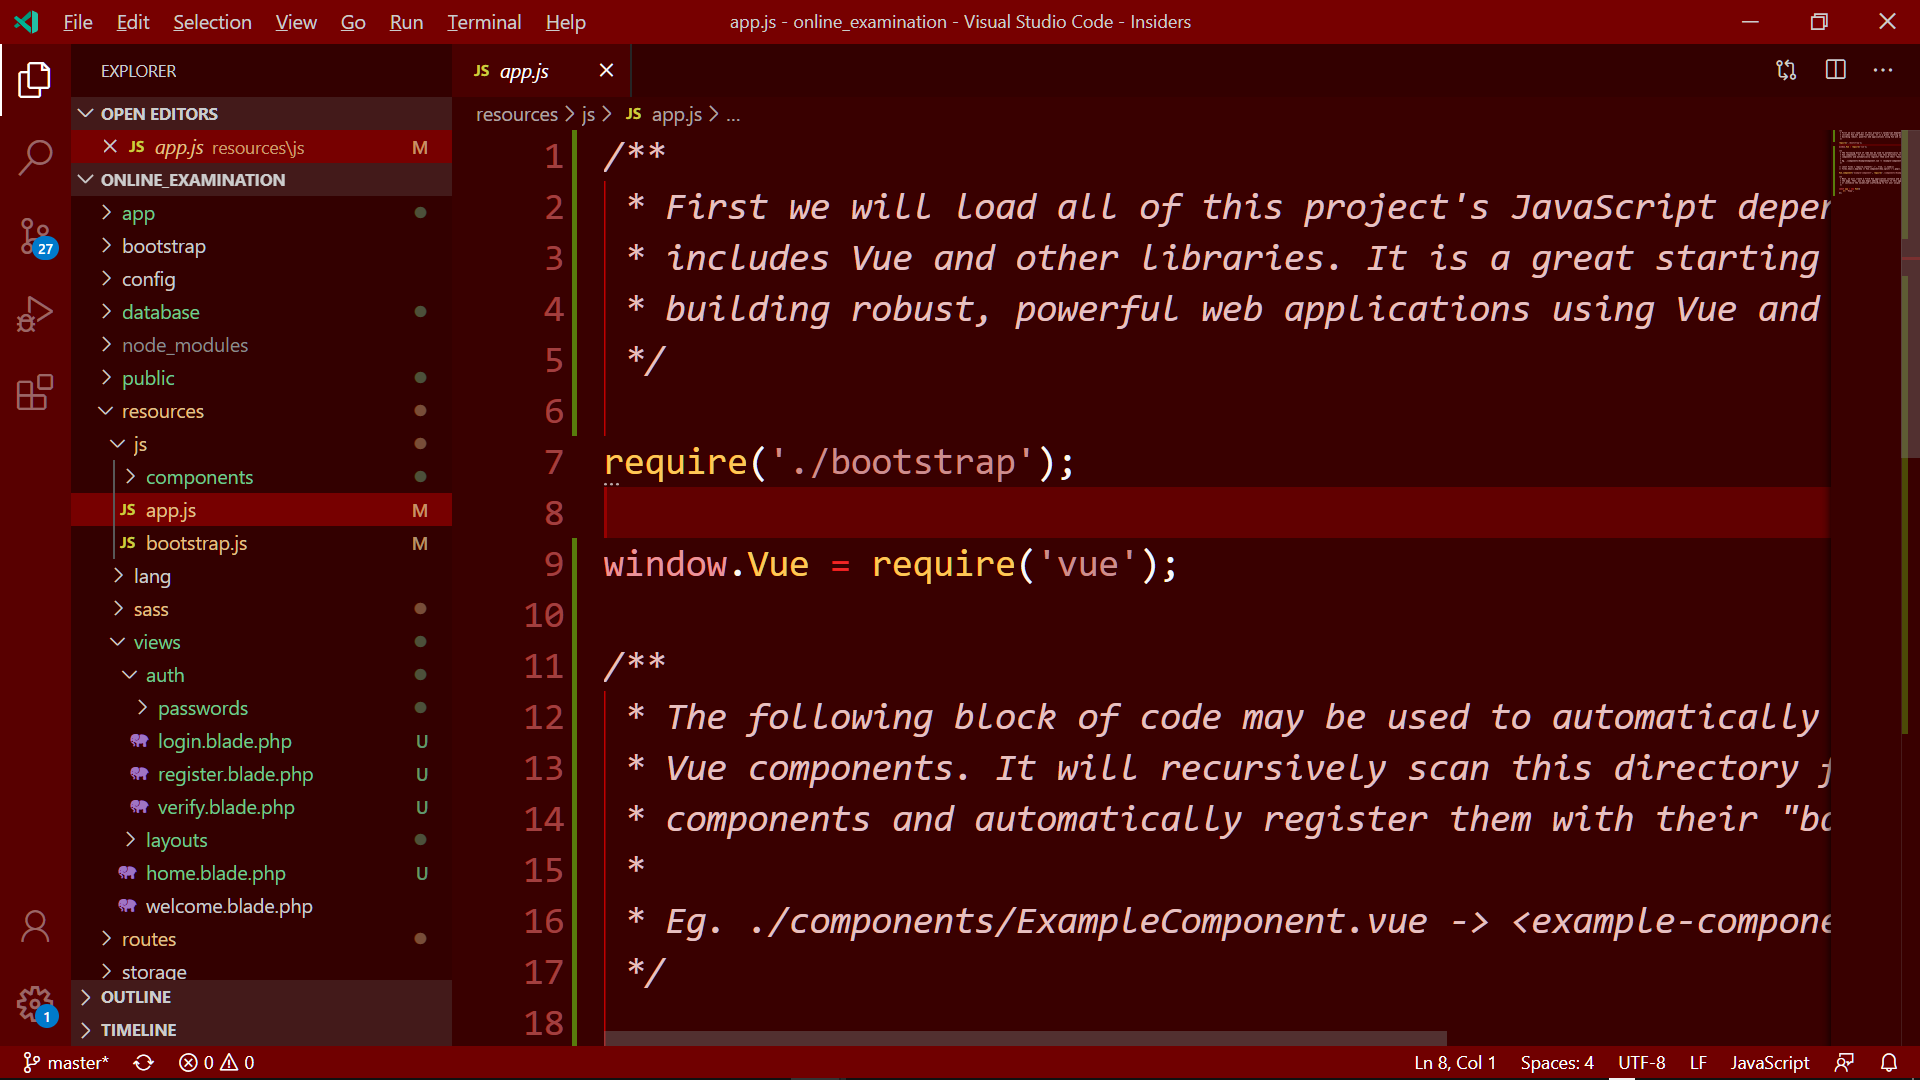 File Edit Selection View Go Run Terminal Help
app.js - online_examination - Visual Studio Code - Insiders
EXPLORER
OPEN EDITORS
JS app.js resources\js M
ONLINE_EXAMINATION
app
bootstrap
config
database
node_modules
public
resources
js
components
JS app.js M
JS bootstrap.js M
lang
sass
views
auth
passwords
login.blade.php U
register.blade.php U
verify.blade.php U
layouts
home.blade.php U
welcome.blade.php
routes
storage
OUTLINE
TIMELINE
27
1
JS app.js
resources > js > JS app.js > ...
1 /**
2 * First we will load all of this project's JavaScript
3 * includes Vue and other libraries. It is a great starting
4 * building robust, powerful web applications using Vue and
5 */
6
7 require('./bootstrap');
8
9 window.Vue = require('vue');
10
11 /**
12 * The following block of code may be used to automatically
13 * Vue components. It will recursively scan this directory
14 * components and automatically register them with their
15 *
16 * Eg. ./components/ExampleComponent.vue -> <example-compone
17 */
18
master* 0 0
Ln 8, Col 1 Spaces: 4 UTF-8 LF JavaScript